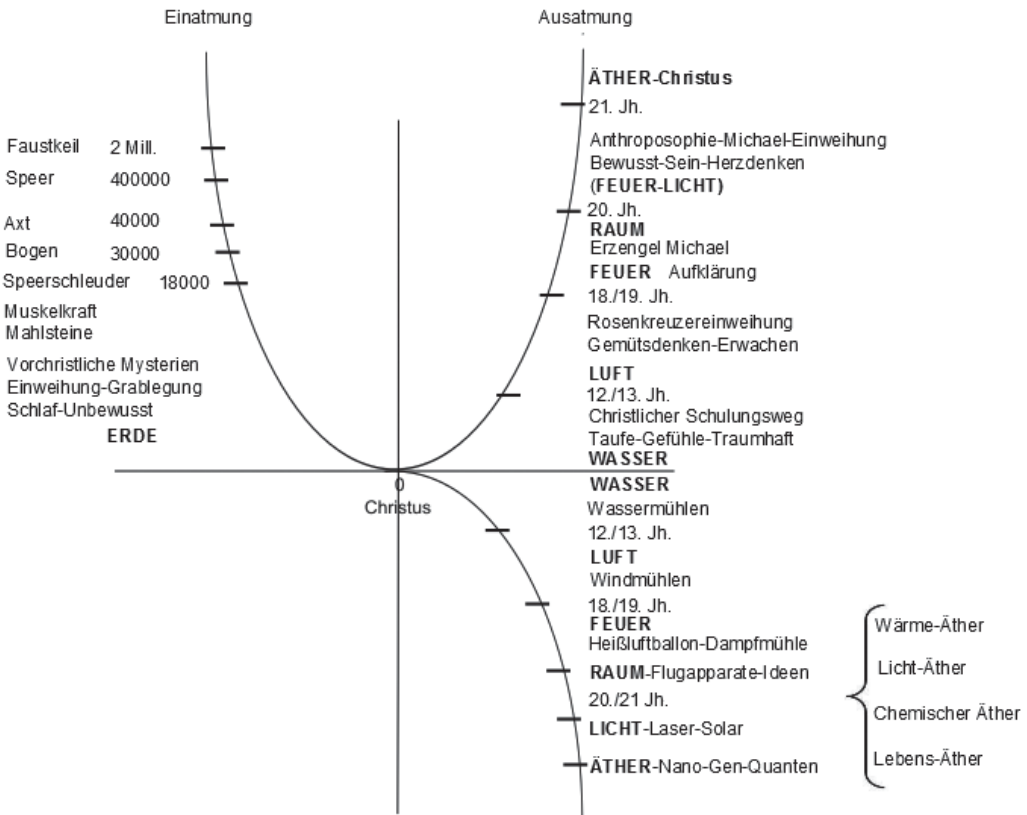 Einatmung
Ausatmung
Faustkeil 2 Mill.
Speer 400000
Axt 40000
Bogen 30000
Speerschleuder 18000
Muskelkraft
Mahlsteine
Vorchristliche Mysterien
Einweihung-Grablegung
Schlaf-Unbewusst
ERDE
0
Christus
ÄTHER-Christus
21. Jh.
Anthroposophie-Michael-Einweihung
Bewusst-Sein-Herzdenken
(FEUER-LICHT)
20. Jh.
RAUM
Erzengel Michael
FEUER Aufklärung
18./19. Jh.
Rosenkreuzereinweihung
Gemütsdenken-Erwachen
LUFT
12./13. Jh.
Christlicher Schulungsweg
Taufe-Gefühle-Traumhaft
WASSER
WASSER
Wassermühlen
12./13. Jh.
LUFT
Windmühlen
18./19. Jh.
FEUER
Heißluftballon-Dampfmühle
RAUM-Flugapparate-Ideen
20./21 Jh.
LICHT-Laser-Solar
ÄTHER-Nano-Gen-Quanten
Wärme-Äther
Licht-Äther
Chemischer Äther
Lebens-Äther